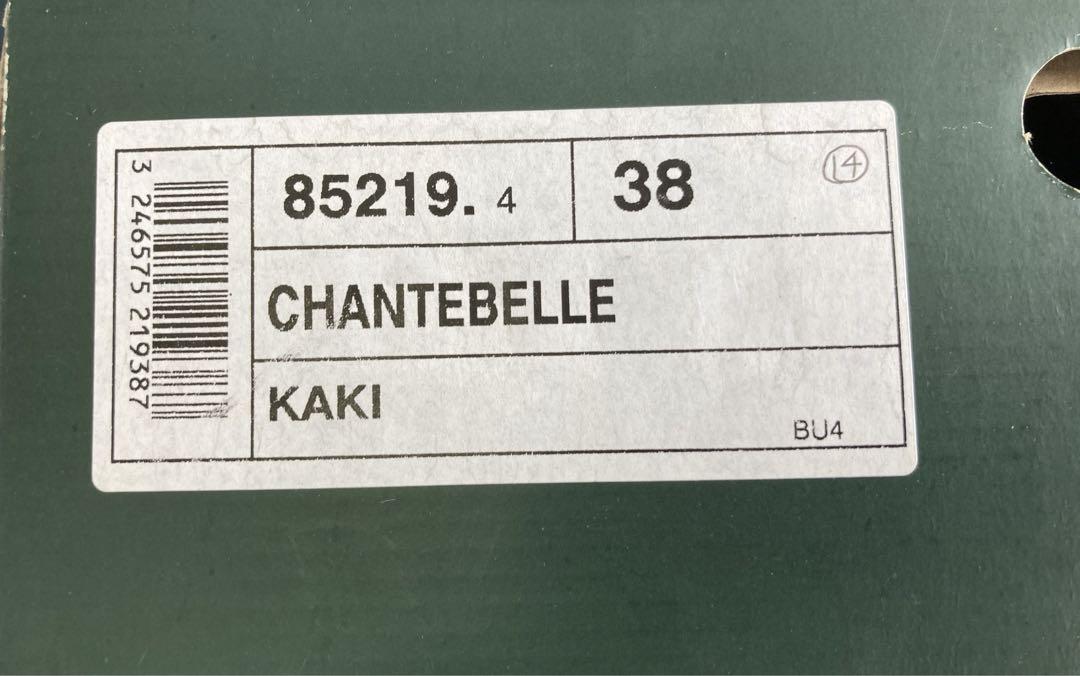 3 246575 219387
85219. 4
38
14
CHANTEBELLE
KAKI
BU4